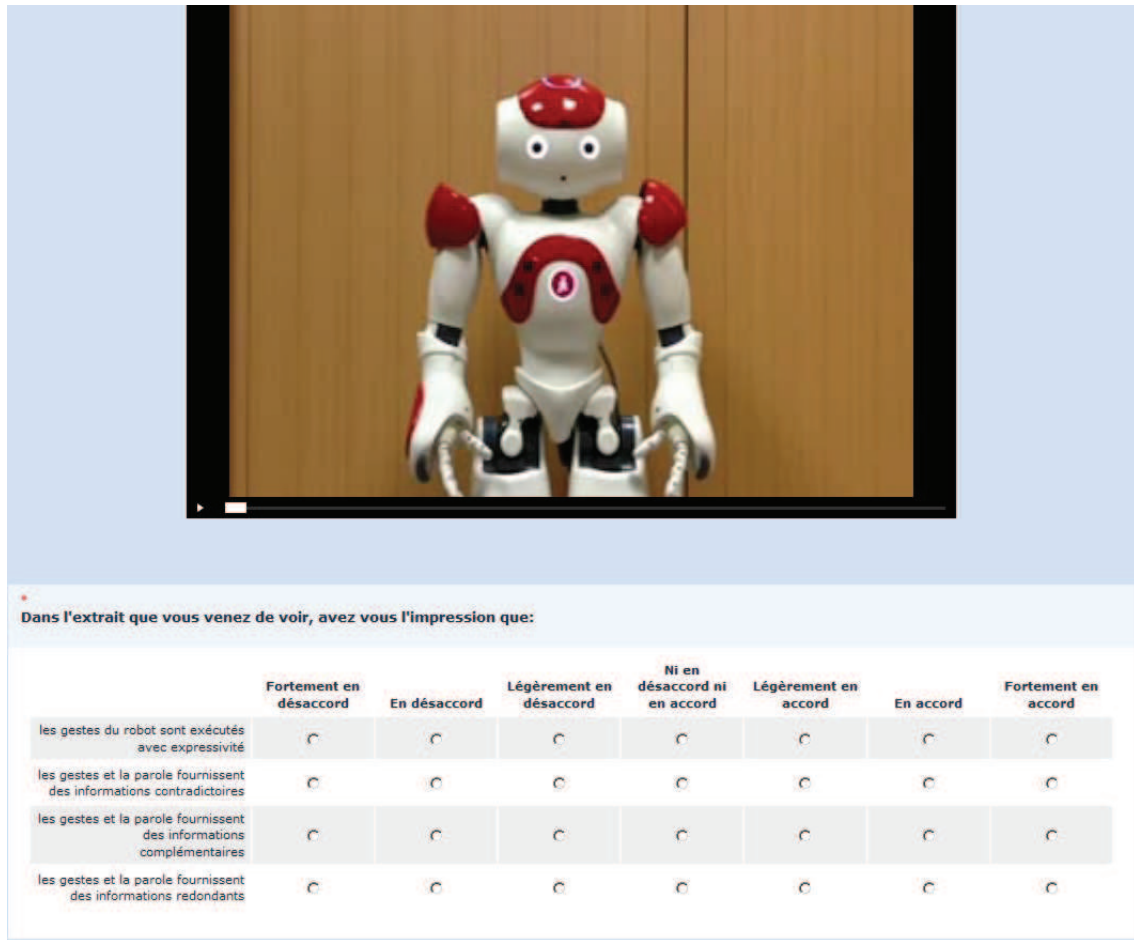 *
Dans l'extrait que vous venez de voir, avez vous l'impression que:
Fortement en
désaccord
En désaccord
Légèrement en
désaccord
Ni en
désaccord ni
en accord
Légèrement en
accord
En accord
Fortement en
accord
les gestes du robot sont exécutés
avec expressivité
les gestes et la parole fournissent
des informations contradictoires
les gestes et la parole fournissent
des informations
complémentaires
les gestes et la parole fournissent
des informations redondants